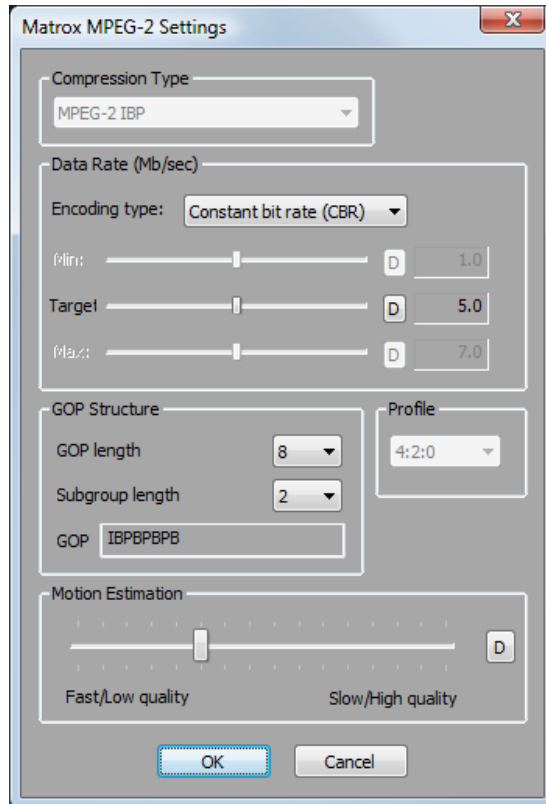 Matrox MPEG-2 Settings
X
Compression Type
MPEG-2 IBP
Data Rate (Mb/sec)
Encoding type: Constant bit rate (CBR)
Min: D 1.0
Target D 5.0
Max: D 7.0
GOP Structure
GOP length 8
Subgroup length 2
GOP IBPBPBPB
Profile
4:2:0
Motion Estimation
D
Fast/Low quality Slow/High quality
OK Cancel